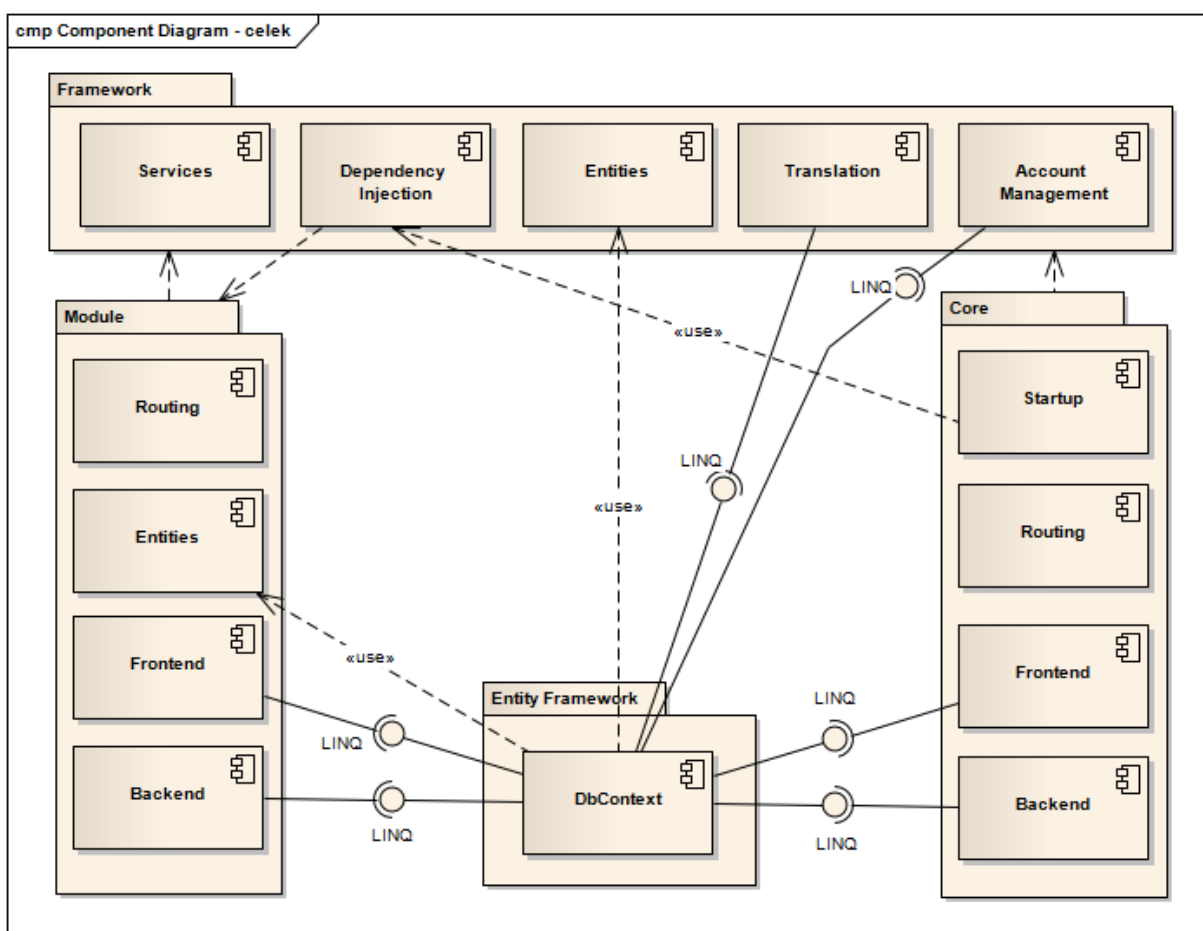 cmp Component Diagram - celek
Framework
Services
Dependency
Injection
Entities
Translation
Account
Management
LINQ
Module
Core
«use»
Routing
Startup
LINQ
Entities
«use»
Routing
Frontend
«use»
Entity Framework
Frontend
LINQ
LINQ
Backend
DbContext
Backend
LINQ
LINQ